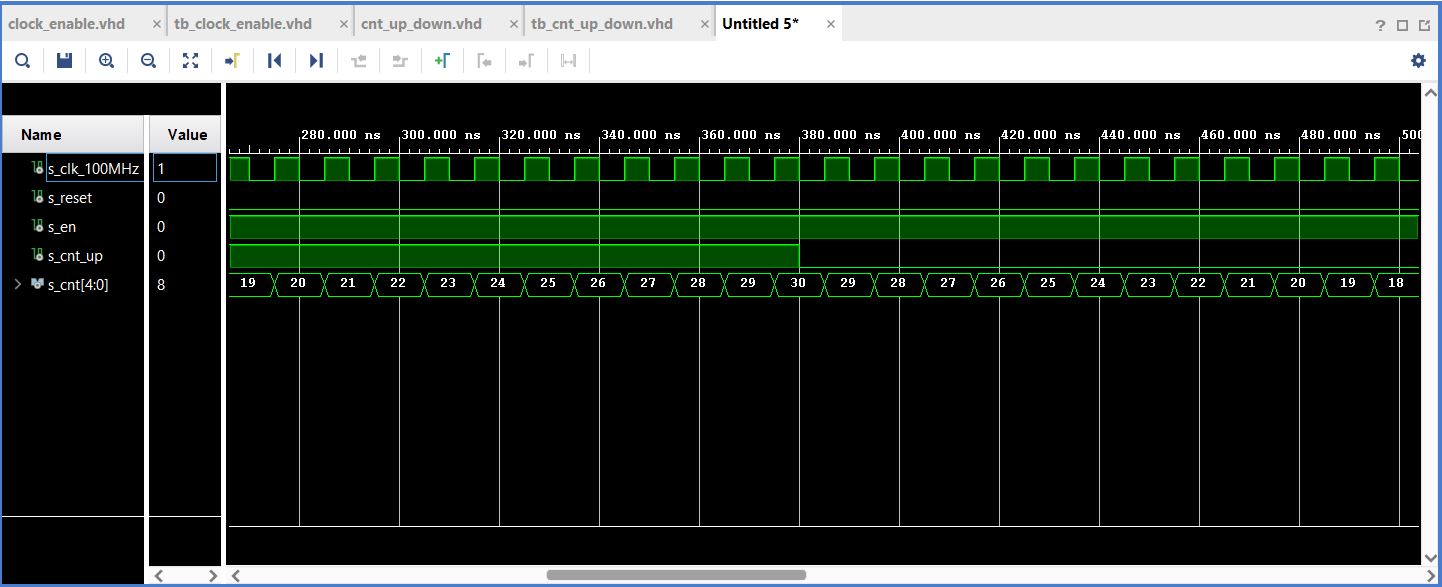 clock_enable.vhd × tb_clock_enable.vhd × cnt_up_down.vhd × tb_cnt_up_down.vhd × Untitled 5* ×
?
Name Value
280.000 ns 300.000 ns 320.000 ns 340.000 ns 360.000 ns 380.000 ns 400.000 ns 420.000 ns 440.000 ns 460.000 ns 480.000 ns 500
s_clk_100MHz 1
s_reset 0
s_en 0
s_cnt_up 0
s_cnt[4:0] 8 19 20 21 22 23 24 25 26 27 28 29 30 29 28 27 26 25 24 23 22 21 20 19 18